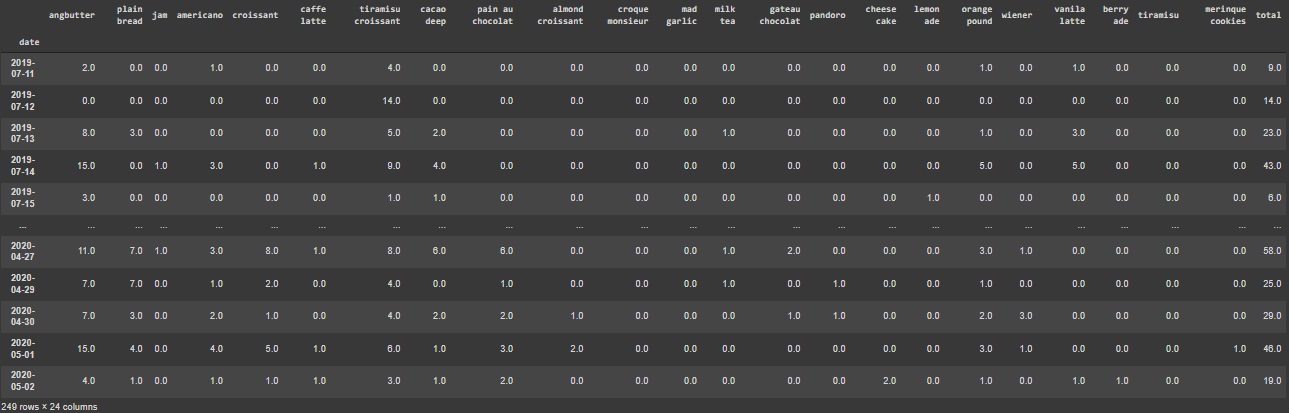 angbutter plain bread jam americano croissant caffe latte tiramisu croissant cacao deep pain au chocolat almond croissant croque monsieur mad garlic milk tea gateau chocolat pandoro cheese cake lemon ade orange pound wiener vanila latte berry ade tiramisu merinque cookies total
date
2019-07-11 2.0 0.0 0.0 1.0 0.0 0.0 4.0 0.0 0.0 0.0 0.0 0.0 0.0 0.0 0.0 0.0 0.0 1.0 0.0 1.0 0.0 0.0 0.0 9.0
2019-07-12 0.0 0.0 0.0 0.0 0.0 0.0 14.0 0.0 0.0 0.0 0.0 0.0 0.0 0.0 0.0 0.0 0.0 0.0 0.0 0.0 0.0 0.0 0.0 14.0
2019-07-13 8.0 3.0 0.0 0.0 0.0 0.0 5.0 2.0 0.0 0.0 0.0 0.0 1.0 0.0 0.0 0.0 0.0 1.0 0.0 3.0 0.0 0.0 0.0 23.0
2019-07-14 15.0 0.0 1.0 3.0 0.0 1.0 9.0 4.0 0.0 0.0 0.0 0.0 0.0 0.0 0.0 0.0 0.0 5.0 0.0 5.0 0.0 0.0 0.0 43.0
2019-07-15 3.0 0.0 0.0 0.0 0.0 0.0 1.0 1.0 0.0 0.0 0.0 0.0 0.0 0.0 0.0 0.0 1.0 0.0 0.0 0.0 0.0 0.0 0.0 6.0
... ... ... ... ... ... ... ... ... ... ... ... ... ... ... ... ... ... ... ... ... ... ... ... ...
2020-04-27 11.0 7.0 1.0 3.0 8.0 1.0 8.0 6.0 6.0 0.0 0.0 0.0 1.0 2.0 0.0 0.0 0.0 3.0 1.0 0.0 0.0 0.0 0.0 58.0
2020-04-29 7.0 7.0 0.0 1.0 2.0 0.0 4.0 0.0 1.0 0.0 0.0 0.0 1.0 0.0 1.0 0.0 0.0 1.0 0.0 0.0 0.0 0.0 0.0 25.0
2020-04-30 7.0 3.0 0.0 2.0 1.0 0.0 4.0 2.0 2.0 1.0 0.0 0.0 0.0 1.0 1.0 0.0 0.0 2.0 3.0 0.0 0.0 0.0 0.0 29.0
2020-05-01 15.0 4.0 0.0 4.0 5.0 1.0 6.0 1.0 3.0 2.0 0.0 0.0 0.0 0.0 0.0 0.0 0.0 3.0 1.0 0.0 0.0 0.0 1.0 46.0
2020-05-02 4.0 1.0 0.0 1.0 1.0 1.0 3.0 1.0 2.0 0.0 0.0 0.0 0.0 0.0 0.0 2.0 0.0 1.0 0.0 1.0 1.0 0.0 0.0 19.0
249 rows × 24 columns